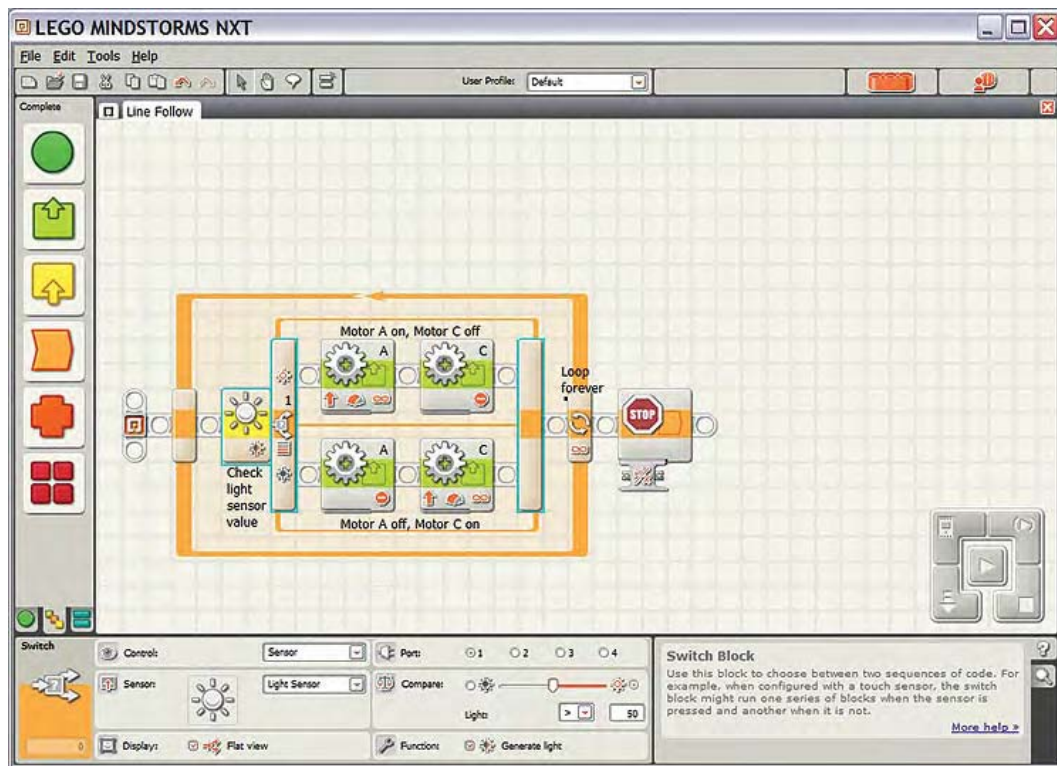 LEGO MINDSTORMS NXT
File Edit Tools Help
User Profile: Default
Complete
Line Follow
Motor A on, Motor C off
A
C
Loop
forever
1
STOP
A
C
Check
light
sensor
value
Motor A off, Motor C on
Switch
Control: Sensor
Port: 1 2 3 4
Sensor: Light Sensor
Compare:
Light: > 50
0
Display: Flat view
Function: Generate light
Switch Block
Use this block to choose between two sequences of code. For
example, when configured with a touch sensor, the switch
block might run one series of blocks when the sensor is
pressed and another when it is not.
More help »
?